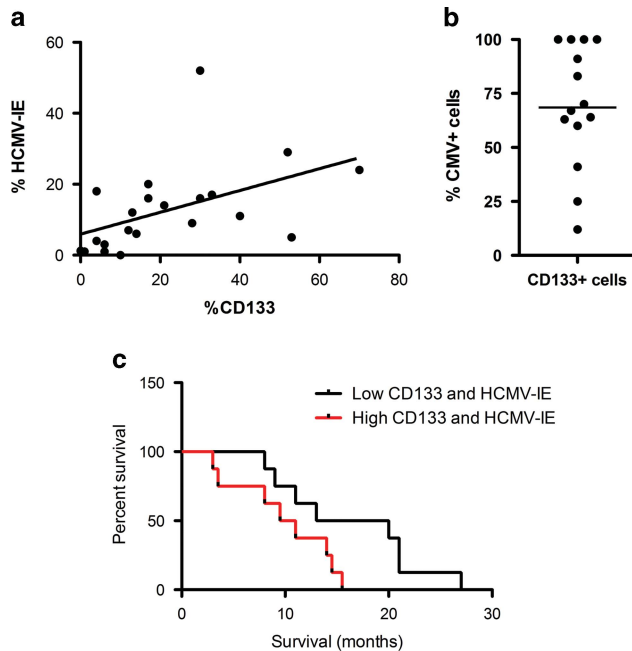 a
60
40
20
0
% HCMV-IE
0 20 40 60 80
%CD133
b
100
75
50
25
0
% CMV+ cells
CD133+ cells
c
150
100
50
0
Percent survival
Low CD133 and HCMV-IE
High CD133 and HCMV-IE
0 10 20 30
Survival (months)